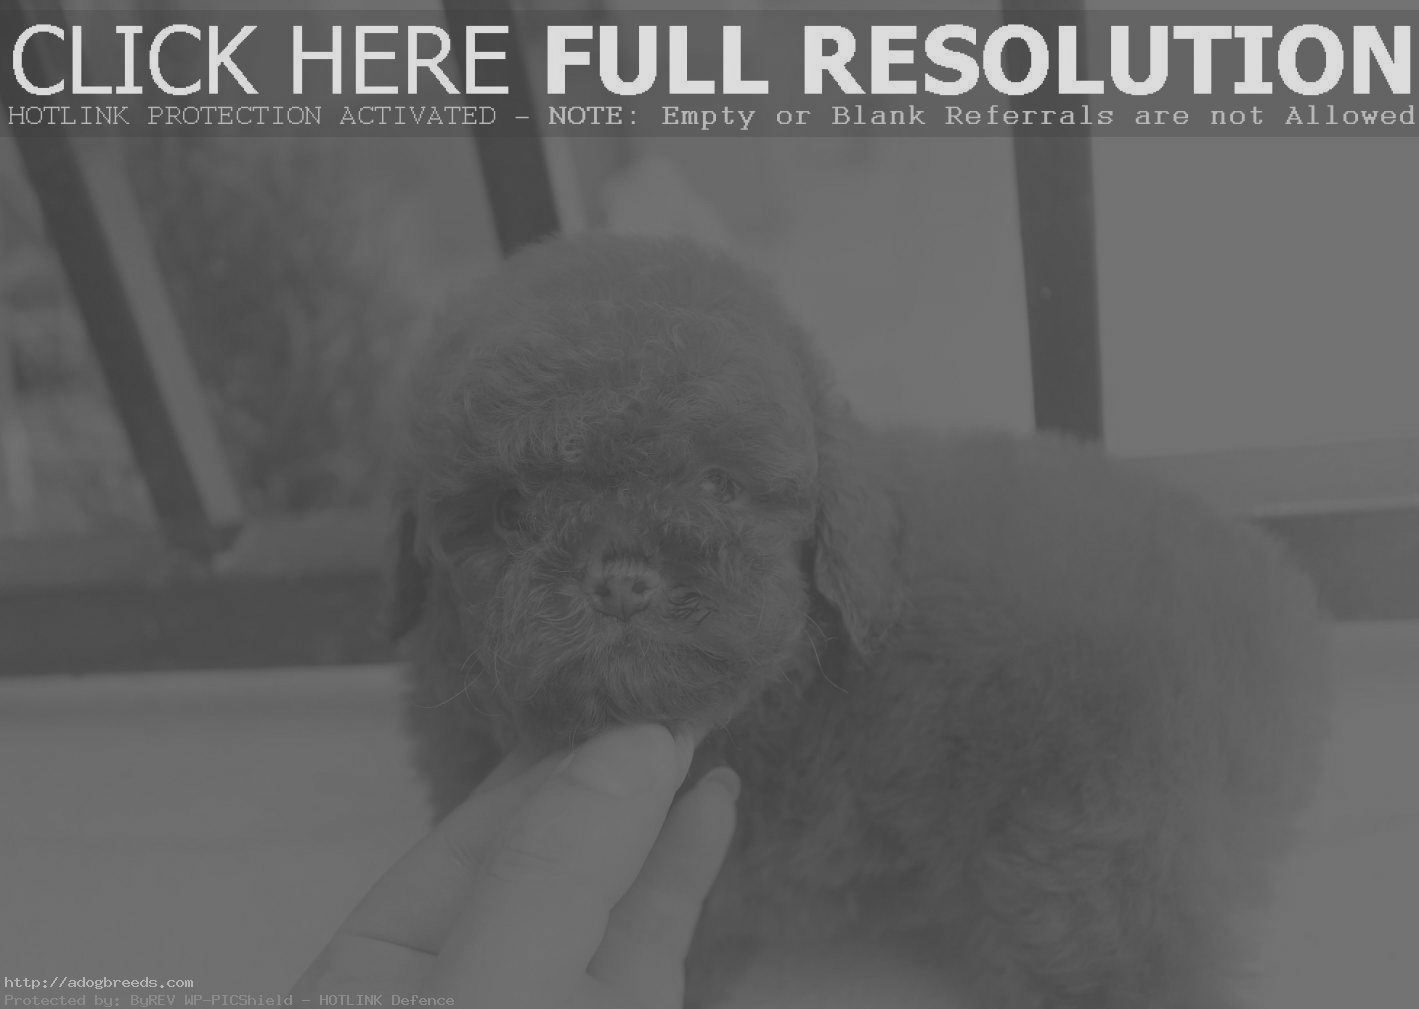 CLICK HERE FULL RESOLUTION
HOTLINK PROTECTION ACTIVATED - NOTE: Empty or Blank Referrals are not Allowed
http://adogbreeds.com
Protected by: ByREV WP-PICShield - HOTLINK Defence